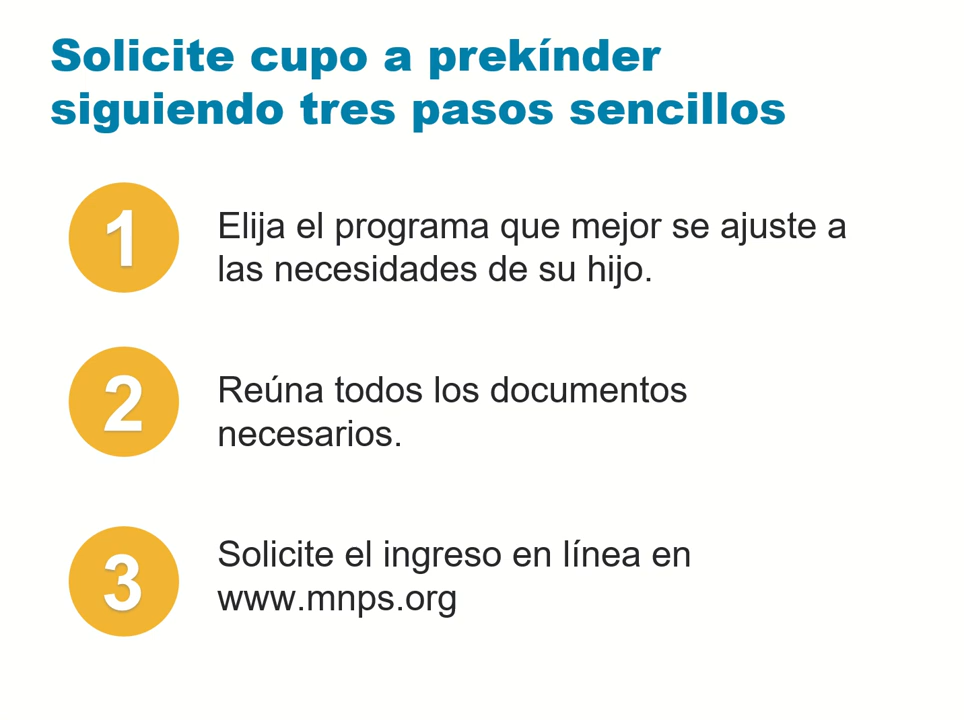 Solicite cupo a prekínder
siguiendo tres pasos sencillos
1
Elija el programa que mejor se ajuste a
las necesidades de su hijo.
2
Reúna todos los documentos
necesarios.
3
Solicite el ingreso en línea en
www.mnps.org